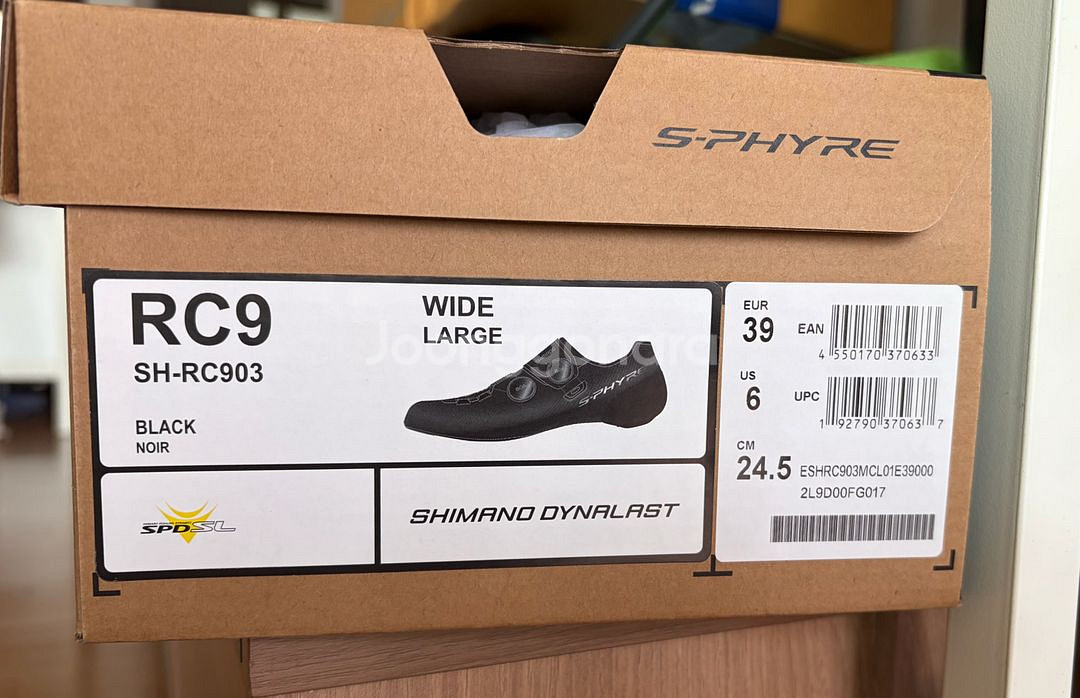 S-PHYRE
RC9
SH-RC903
WIDE
LARGE
BLACK
NOIR
S-PHYRE
SPD-SL
SHIMANO DYNALAST
EUR
39
EAN
4 550170 370633
US
6
UPC
1 92790 37063 7
CM
24.5
ESHRC903MCL01E39000
2L9D00FG017
Joonggonara